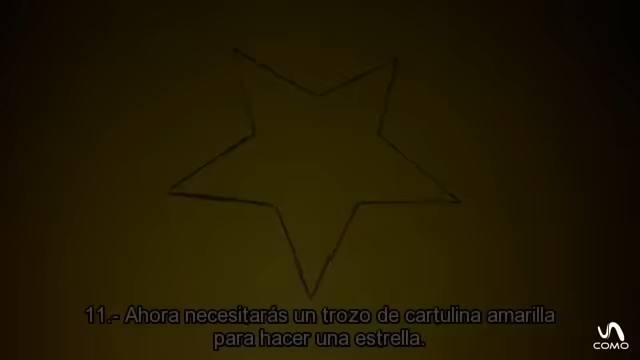 11.- Ahora necesitarás un trozo de cartulina amarilla
para hacer una estrella.
COMO